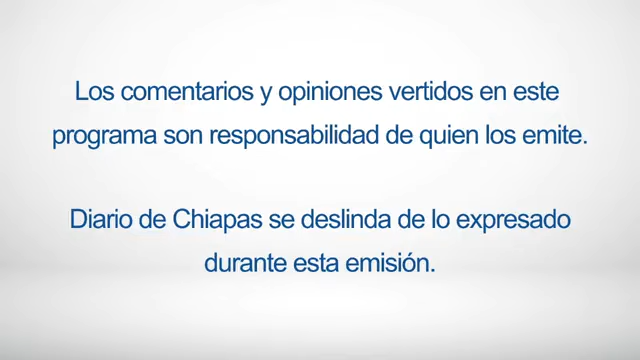 Los comentarios y opiniones vertidos en este
programa son responsabilidad de quien los emite.
Diario de Chiapas se deslinda de lo expresado
durante esta emisión.